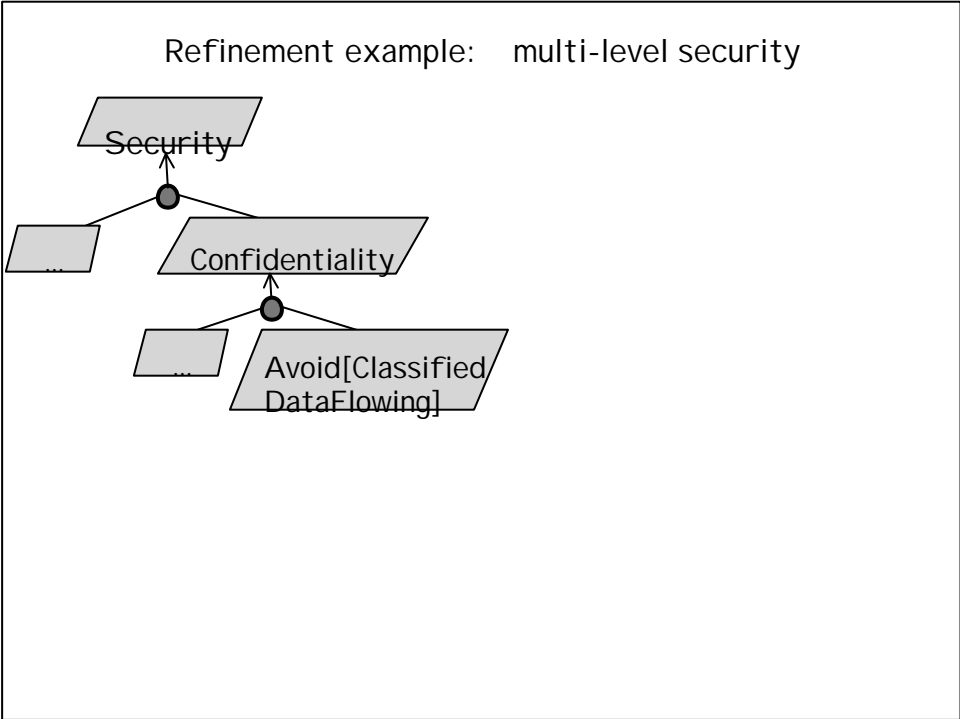 Refinement example: multi-level security
Security
...
Confidentiality
...
Avoid[Classified
DataFlowing]